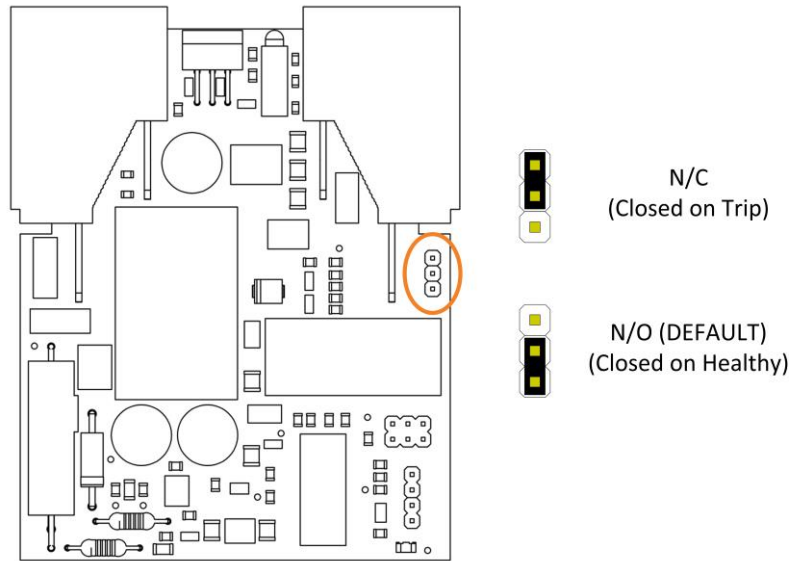 N/C
(Closed on Trip)
N/O (DEFAULT)
(Closed on Healthy)